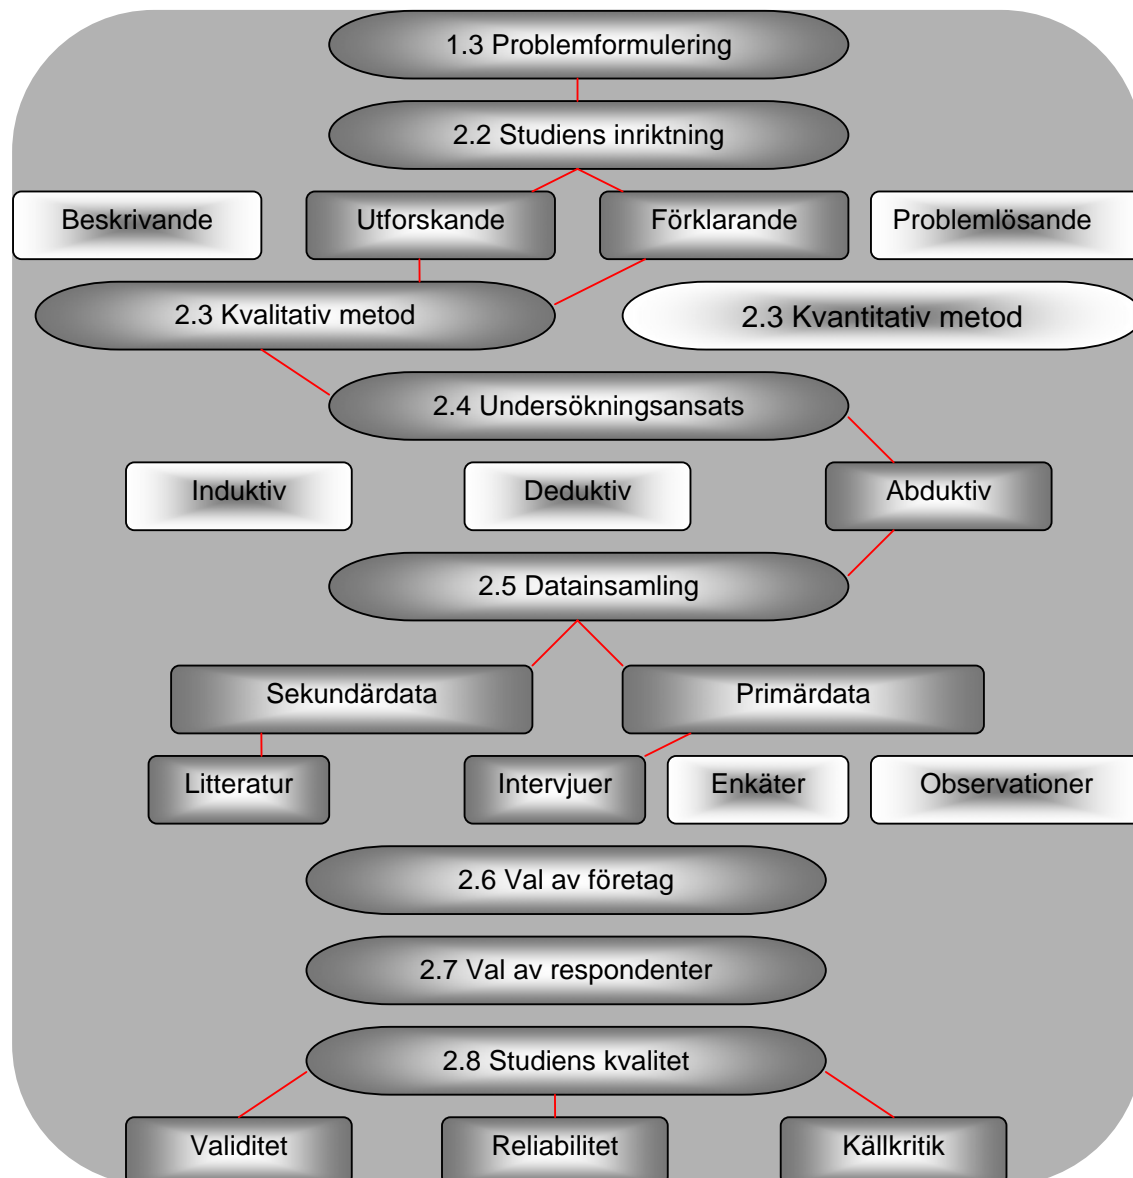 1.3 Problemformulering
2.2 Studiens inriktning
Beskrivande
Utforskande
Förklarande
Problemlösande
2.3 Kvalitativ metod
2.3 Kvantitativ metod
2.4 Undersökningsansats
Induktiv
Deduktiv
Abduktiv
2.5 Datainsamling
Sekundärdata
Primärdata
Litteratur
Intervjuer
Enkäter
Observationer
2.6 Val av företag
2.7 Val av respondenter
2.8 Studiens kvalitet
Validitet
Reliabilitet
Källkritik